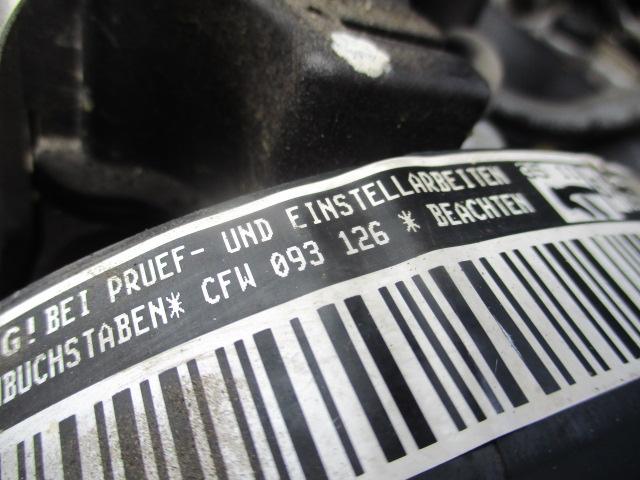 G! BEI PRUEF- UND EINSTELLARBEITEN
BUCHSTABEN* CFW 093 126 * BEACHTEN